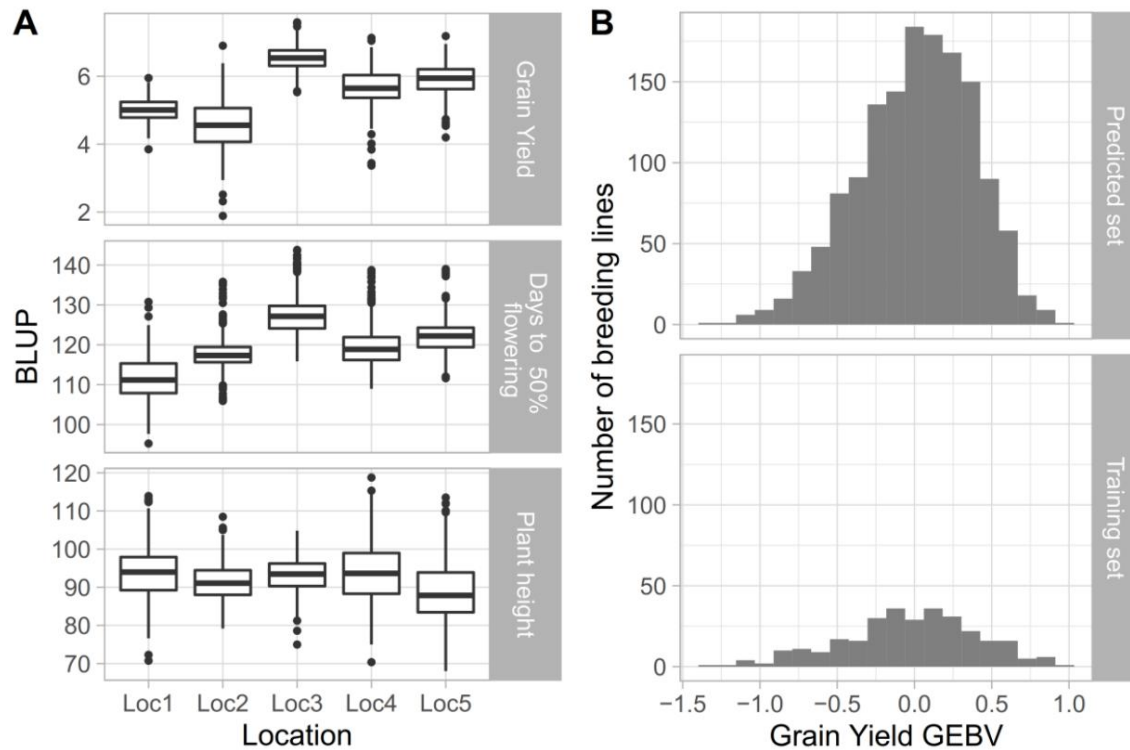 A
BLUP
6
4
2
Grain Yield
140
130
120
110
100
Days to 50%
flowering
120
110
100
90
80
70
Plant height
Loc1 Loc2 Loc3 Loc4 Loc5
Location
B
Number of breeding lines
150
100
50
0
Predicted set
150
100
50
0
Training set
−1.5 −1.0 −0.5 0.0 0.5 1.0
Grain Yield GEBV